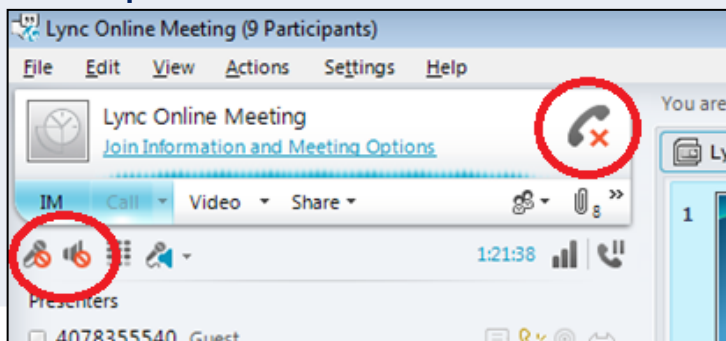 Lync Online Meeting (9 Participants)
File Edit View Actions Settings Help
Lync Online Meeting
Join Information and Meeting Options
You are
IM Call Video Share 8 »
1
1:21:38
Presenters
4078355540 Guest